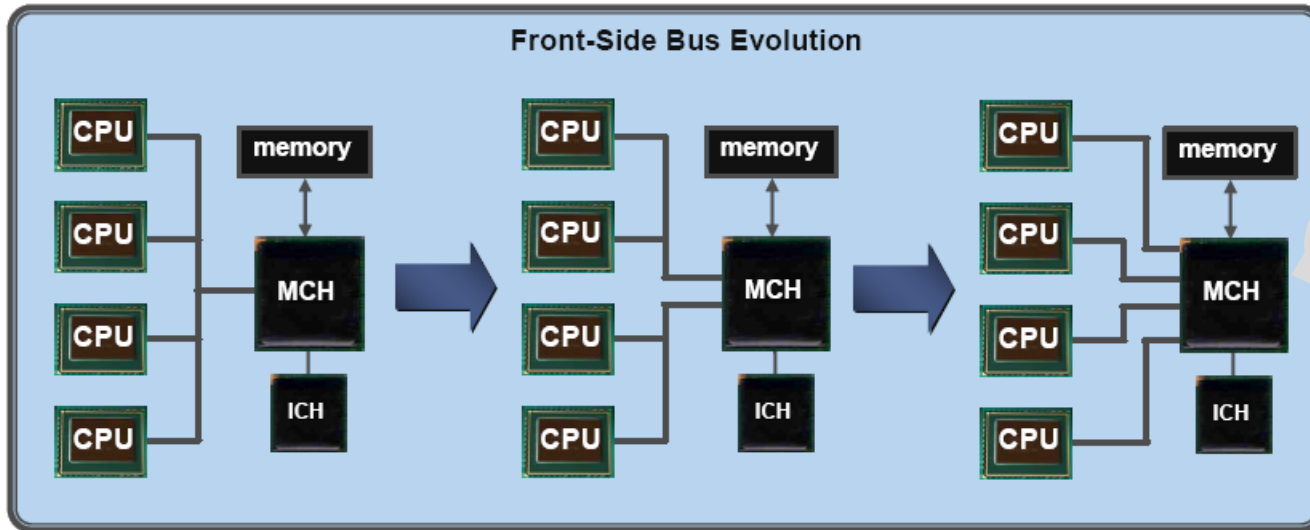 Front-Side Bus Evolution
CPU
CPU
CPU
CPU
memory
MCH
ICH
CPU
CPU
CPU
CPU
memory
MCH
ICH
CPU
CPU
CPU
CPU
memory
MCH
ICH